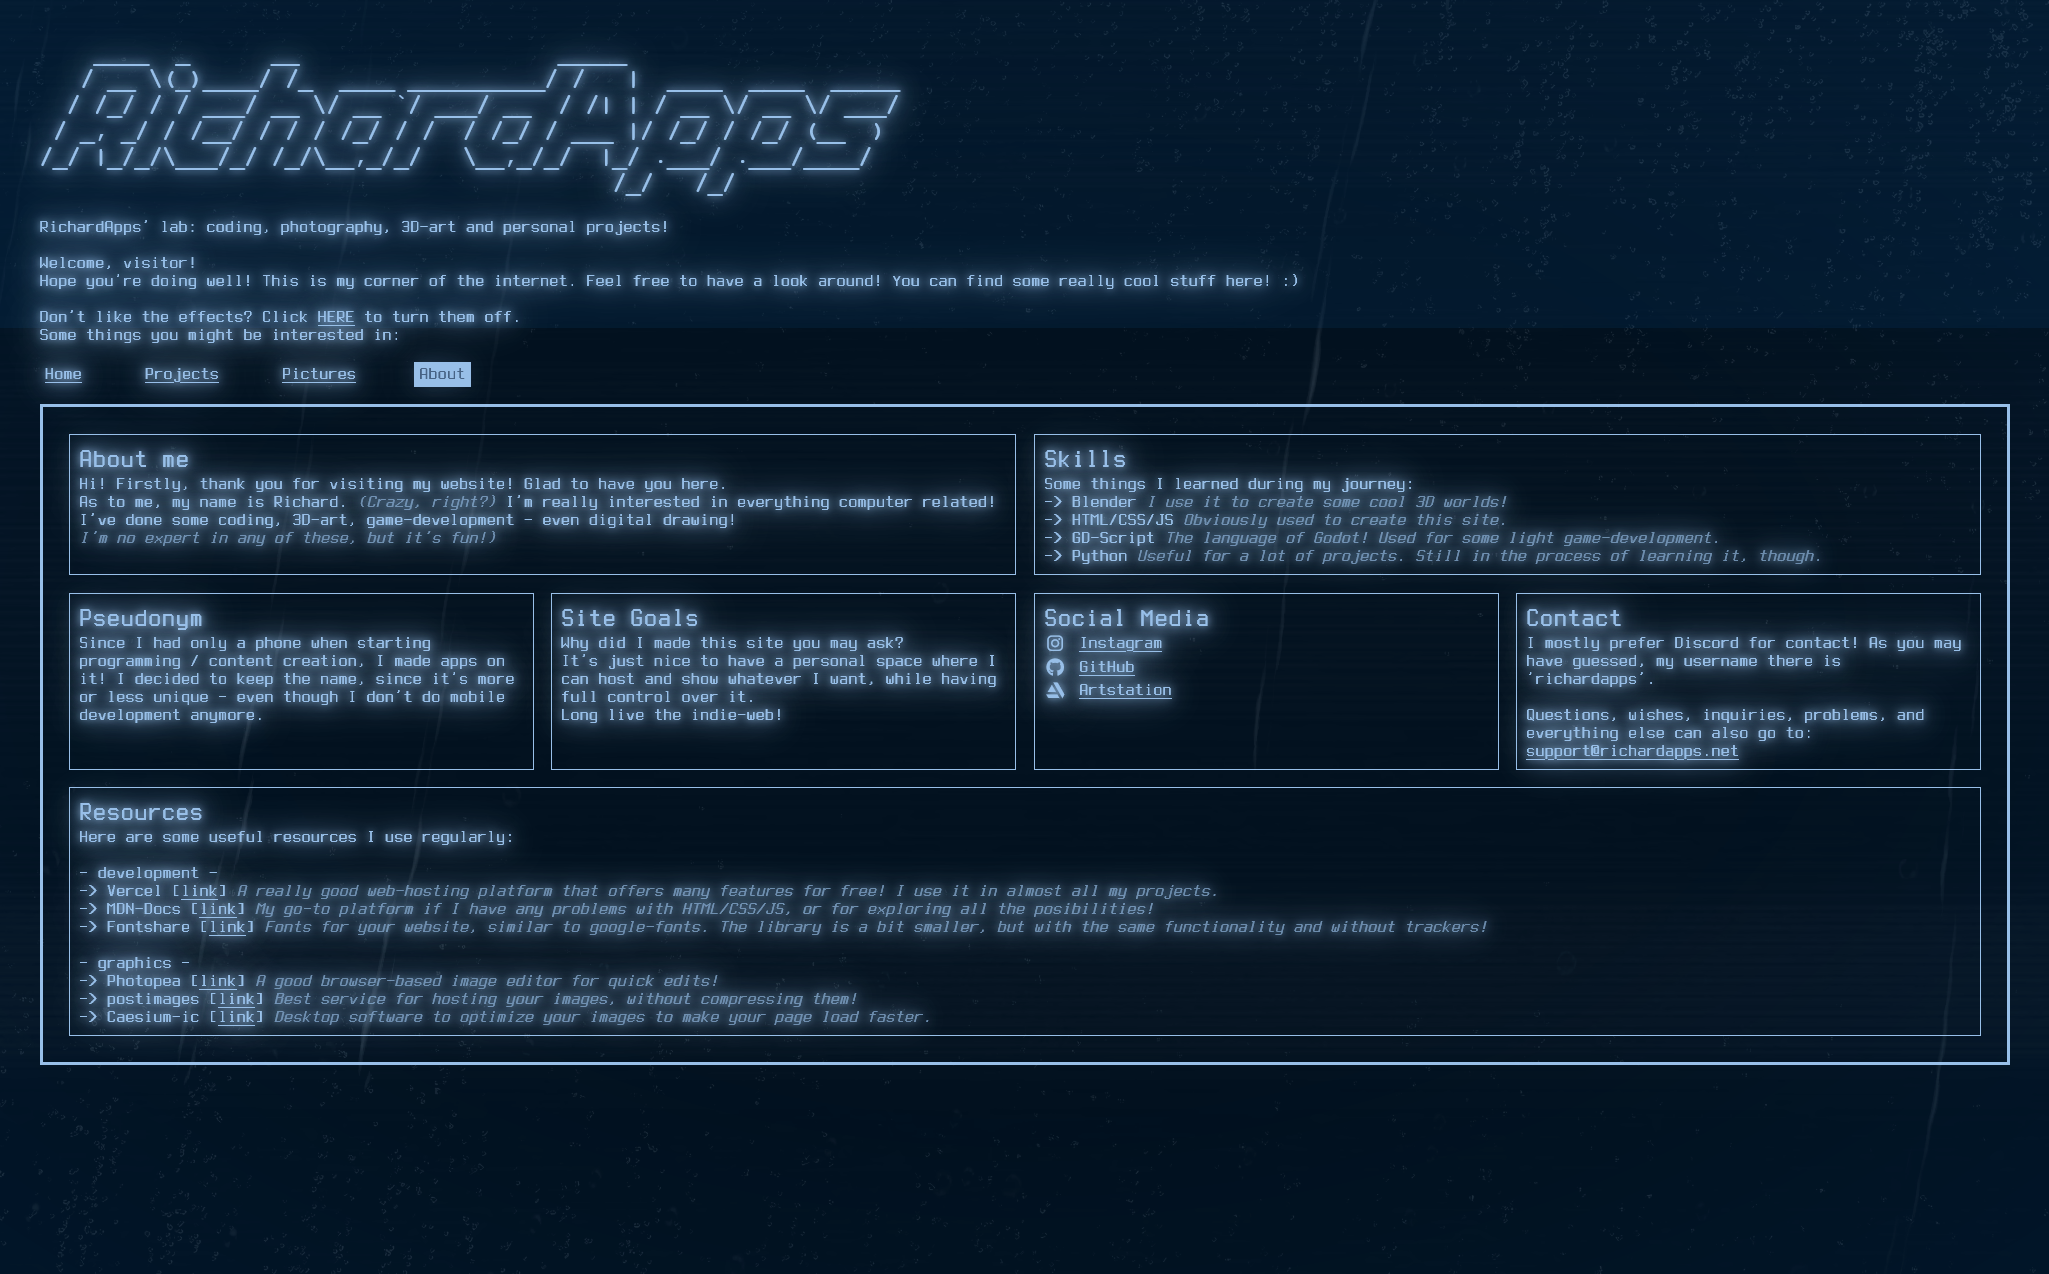 RichardApps
RichardApps' lab: coding, photography, 3D-art and personal projects!
Welcome, visitor!
Hope you're doing well! This is my corner of the internet. Feel free to have a look around! You can find some really cool stuff here! :)
Don't like the effects? Click HERE to turn them off.
Some things you might be interested in:
Home Projects Pictures About
About me
Hi! Firstly, thank you for visiting my website! Glad to have you here.
As to me, my name is Richard. (Crazy, right?) I'm really interested in everything computer related!
I've done some coding, 3D-art, game-development - even digital drawing!
I'm no expert in any of these, but it's fun!)
Skills
Some things I learned during my journey:
-> Blender I use it to create some cool 3D worlds!
-> HTML/CSS/JS Obviously used to create this site.
-> GD-Script The language of Godot! Used for some light game-development.
-> Python Useful for a lot of projects. Still in the process of learning it, though.
Pseudonym
Since I had only a phone when starting
programming / content creation, I made apps on
it! I decided to keep the name, since it's more
or less unique - even though I don't do mobile
development anymore.
Site Goals
Why did I made this site you may ask?
It's just nice to have a personal space where I
can host and show whatever I want, while having
full control over it.
Long live the indie-web!
Social Media
Instagram
GitHub
Artstation
Contact
I mostly prefer Discord for contact! As you may
have guessed, my username there is
'richardapps'.
Questions, wishes, inquiries, problems, and
everything else can also go to:
support@richardapps.net
Resources
Here are some useful resources I use regularly:
- development -
-> Vercel [link] A really good web-hosting platform that offers many features for free! I use it in almost all my projects.
-> MDN-Docs [link] My go-to platform if I have any problems with HTML/CSS/JS, or for exploring all the posibilities!
-> Fontshare [link] Fonts for your website, similar to google-fonts. The library is a bit smaller, but with the same functionality and without trackers!
- graphics -
-> Photopea [link] A good browser-based image editor for quick edits!
-> postimages [link] Best service for hosting your images, without compressing them!
-> Caesium-ic [link] Desktop software to optimize your images to make your page load faster.